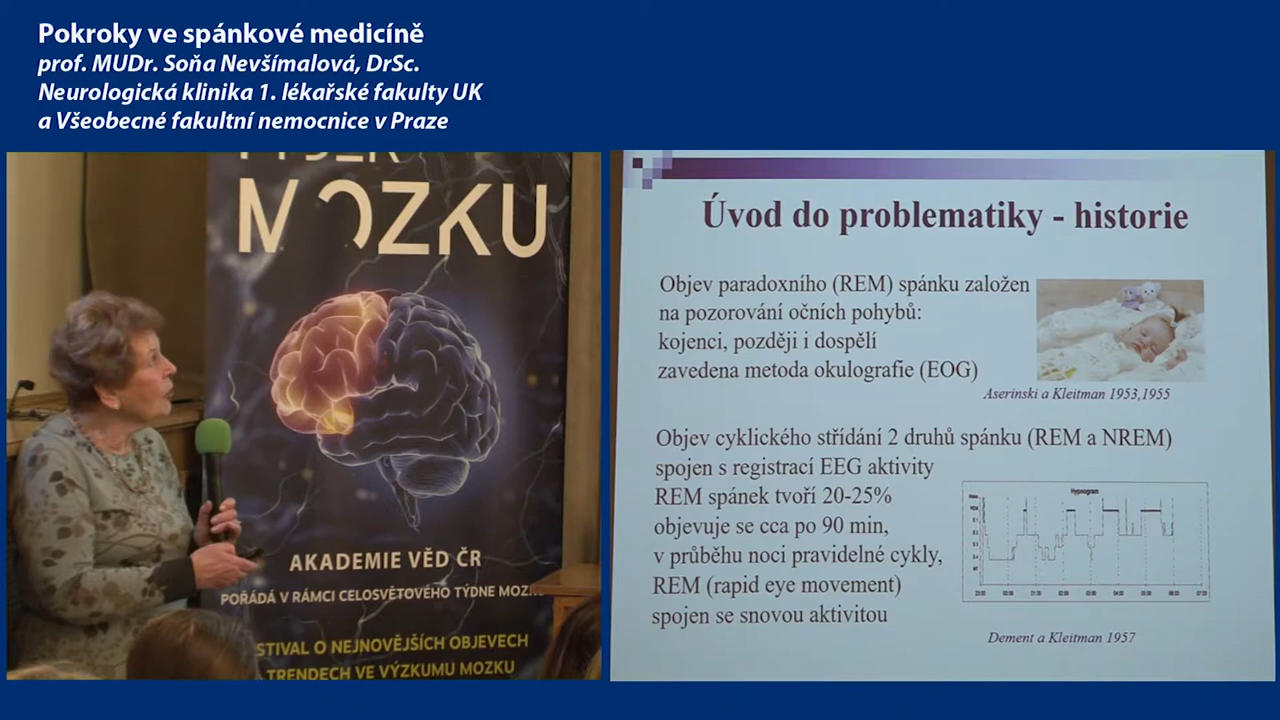 Pokroky ve spánkové medicíně
prof. MUDr. Soňa Nevšímalová, DrSc.
Neurologická klinika 1. lékařské fakulty UK
a Všeobecné fakultní nemocnice v Praze
MOZKU
AKADEMIE VĚD ČR
POŘÁDÁ V RÁMCI CELOSVĚTOVÉHO TÝDNE
STIVAL O NEJNOVĚJŠÍCH OBJEVECH
TRENDECH VE VÝZKUMU MOZKU
Úvod do problematiky - historie
Objev paradoxního (REM) spánku založen
na pozorování očních pohybů:
kojenci, později i dospělí
zavedena metoda okulografie (EOG)
Aserinski a Kleitman 1953,1955
Objev cyklického střídání 2 druhů spánku (REM a NREM)
spojen s registrací EEG aktivity
REM spánek tvoří 20-25%
objevuje se cca po 90 min,
v průběhu noci pravidelné cykly,
REM (rapid eye movement)
spojen se snovou aktivitou
Hypnogram
Dement a Kleitman 1957